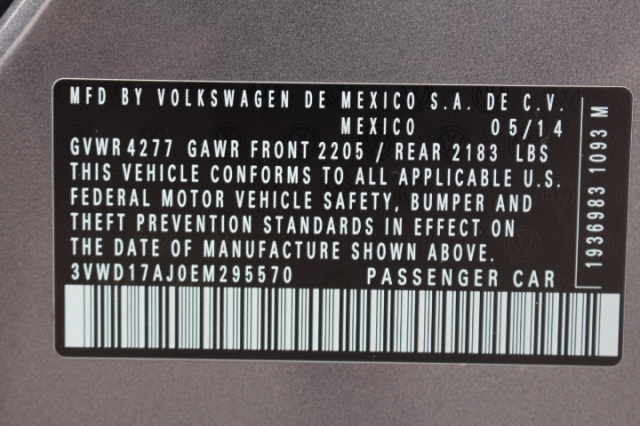 MFD BY VOLKSWAGEN DE MEXICO S.A. DE C.V.
MEXICO 05/14
GVWR 4277 GAWR FRONT 2205 / REAR 2183 LBS
THIS VEHICLE CONFORMS TO ALL APPLICABLE U.S.
FEDERAL MOTOR VEHICLE SAFETY, BUMPER AND
THEFT PREVENTION STANDARDS IN EFFECT ON
THE DATE OF MANUFACTURE SHOWN ABOVE.
3VWD17AJ0EM295570 PASSENGER CAR
1936983 1093 M